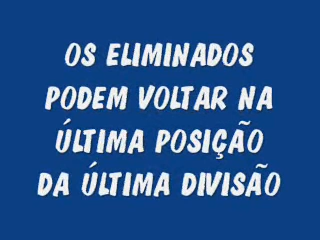 OS ELIMINADOS
PODEM VOLTAR NA
ÚLTIMA POSIÇÃO
DA ÚLTIMA DIVISÃO